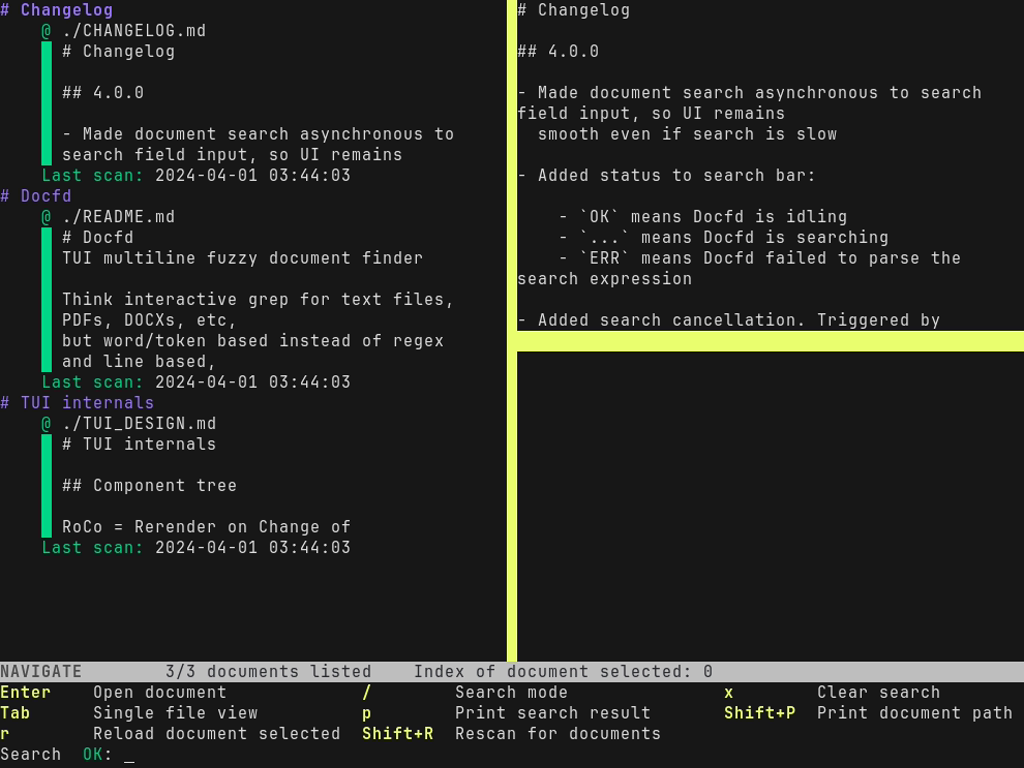 # Changelog
@ ./CHANGELOG.md
# Changelog
## 4.0.0
- Made document search asynchronous to
search field input, so UI remains
Last scan: 2024-04-01 03:44:03
# Docfd
@ ./README.md
# Docfd
TUI multiline fuzzy document finder
Think interactive grep for text files,
PDFs, DOCXs, etc,
but word/token based instead of regex
and line based,
Last scan: 2024-04-01 03:44:03
# TUI internals
@ ./TUI_DESIGN.md
# TUI internals
## Component tree
RoCo = Rerender on Change of
Last scan: 2024-04-01 03:44:03
# Changelog
## 4.0.0
- Made document search asynchronous to search
field input, so UI remains
smooth even if search is slow
- Added status to search bar:
- `OK` means Docfd is idling
- `...` means Docfd is searching
- `ERR` means Docfd failed to parse the
search expression
- Added search cancellation. Triggered by
NAVIGATE 3/3 documents listed Index of document selected: 0
Enter Open document / Search mode x Clear search
Tab Single file view p Print search result Shift+P Print document path
r Reload document selected Shift+R Rescan for documents
Search OK: _